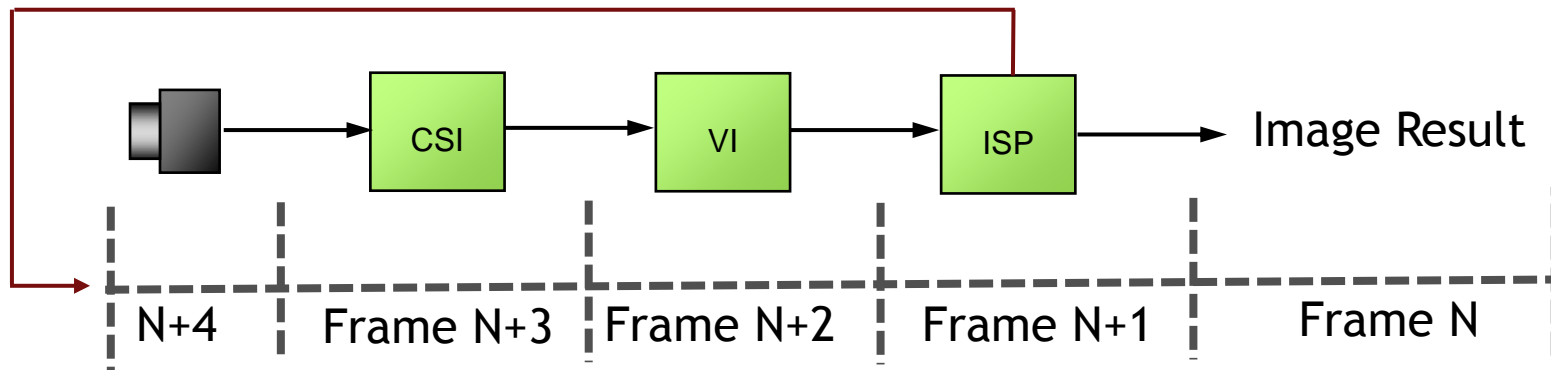 CSI
VI
ISP
Image Result
N+4
Frame N+3
Frame N+2
Frame N+1
Frame N